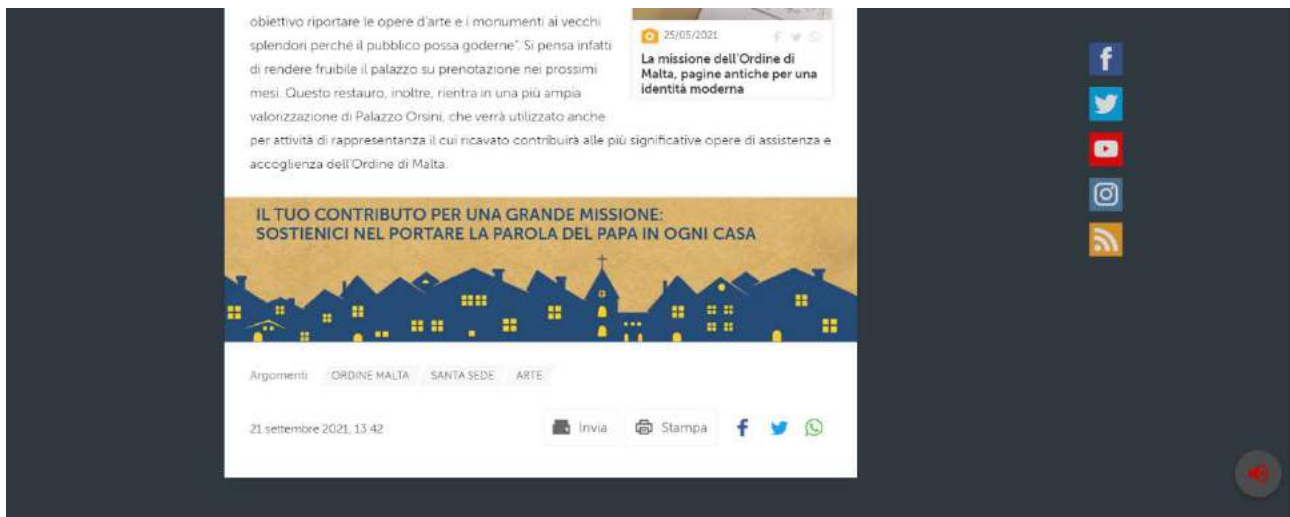 obiettivo riportare le opere d'arte e i monumenti ai vecchi
splendori perché il pubblico possa goderne". Si pensa infatti
di rendere fruibile il palazzo su prenotazione nei prossimi
mesi. Questo restauro, inoltre, rientra in una più ampia
valorizzazione di Palazzo Orsini, che verrà utilizzato anche
per attività di rappresentanza il cui ricavato contribuirà alle più significative opere di assistenza e
accoglienza dell'Ordine di Malta.
25/05/2021
La missione dell'Ordine di
Malta, pagine antiche per una
identità moderna
IL TUO CONTRIBUTO PER UNA GRANDE MISSIONE:
SOSTIENICI NEL PORTARE LA PAROLA DEL PAPA IN OGNI CASA
Argomenti ORDINE MALTA SANTA SEDE ARTE
21 settembre 2021, 13:42 Invia Stampa